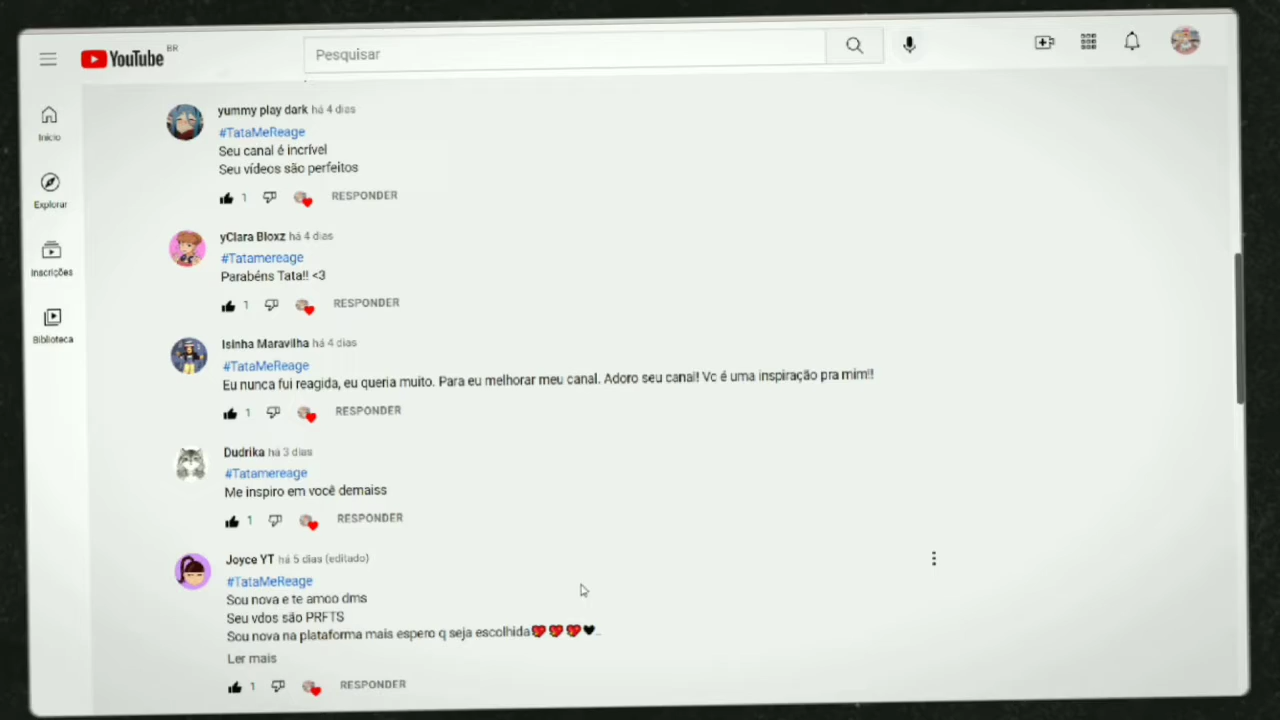 YouTube BR
Pesquisar
Início
Explorar
Inscrições
Biblioteca
yummy play dark há 4 dias
#TataMeReage
Seu canal é incrível
Seu vídeos são perfeitos
1 RESPONDER
yClara Bloxz há 4 dias
#Tatamereage
Parabéns Tata!! <3
1 RESPONDER
Isinha Maravilha há 4 dias
#TataMeReage
Eu nunca fui reagida, eu queria muito. Para eu melhorar meu canal. Adoro seu canal! Vc é uma inspiração pra mim!!
1 RESPONDER
Dudrika há 3 dias
#Tatamereage
Me inspiro em você demaiss
1 RESPONDER
Joyce YT há 5 dias (editado)
#TataMeReage
Sou nova e te amoo dms
Seu vdos são PRFTS
Sou nova na plataforma mais espero q seja escolhida💖💖💖🖤...
Ler mais
1 RESPONDER